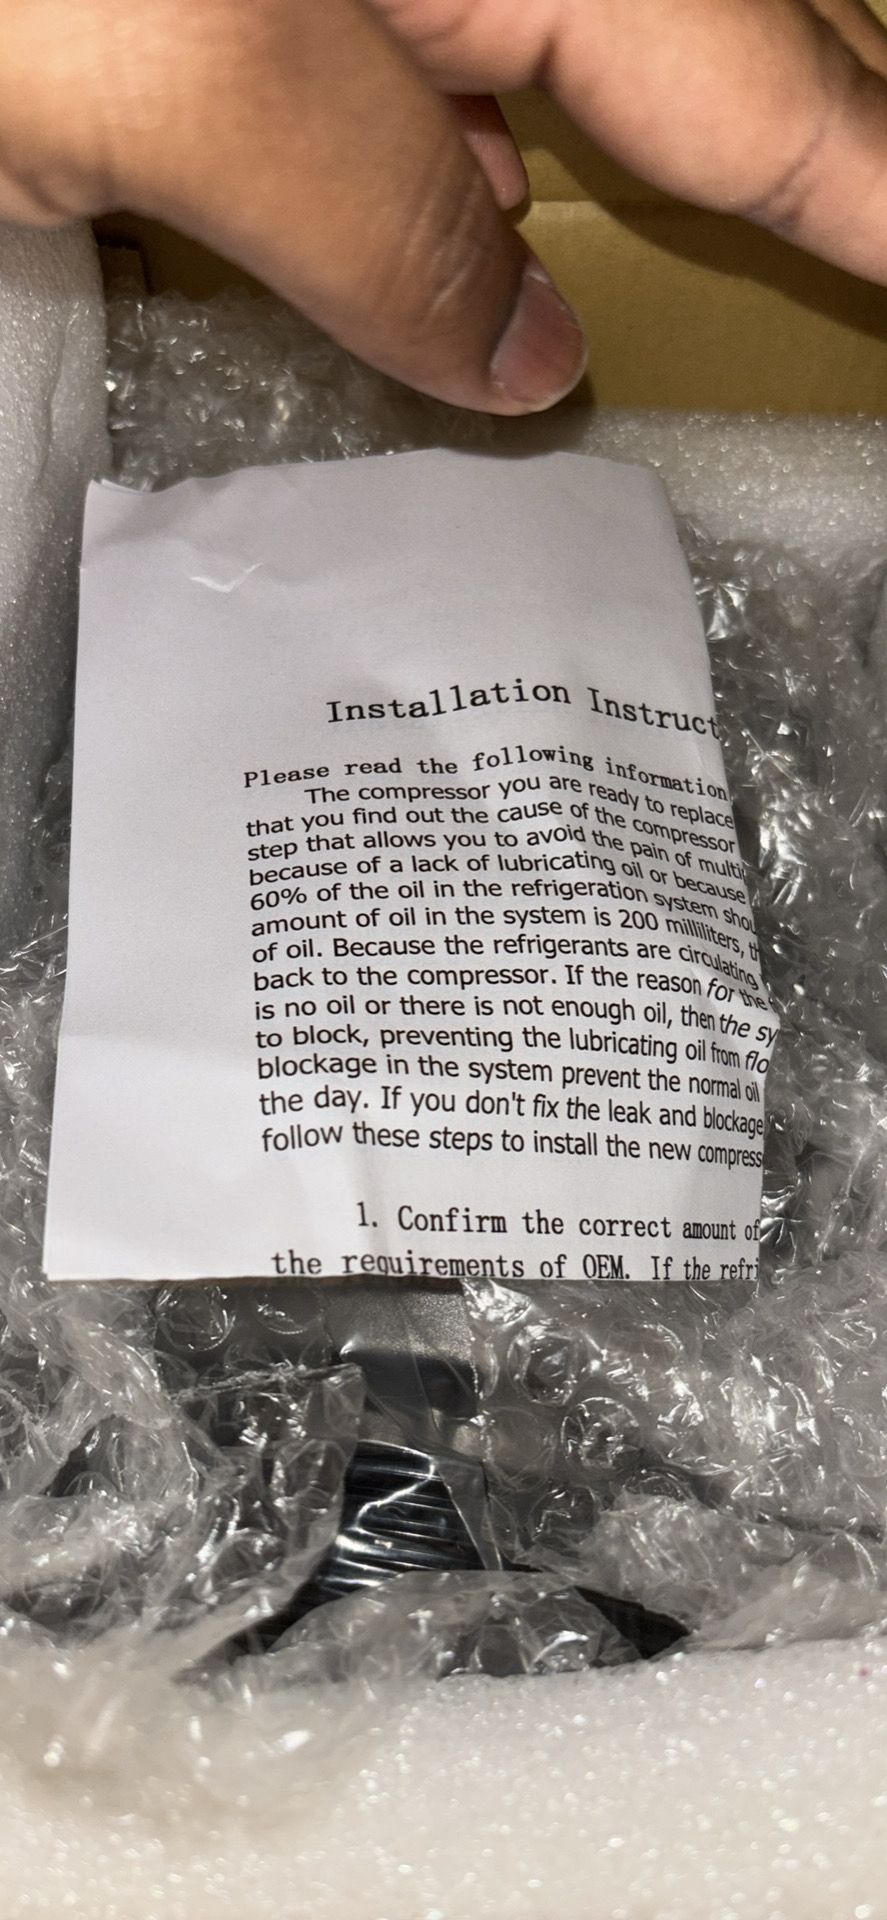 Installation Instruct
Please read the following information
The compressor you are ready to replace
that you find out the cause of the compressor
step that allows you to avoid the pain of multi
because of a lack of lubricating oil or because
60% of the oil in the refrigeration system shou
amount of oil in the system is 200 milliliters, th
of oil. Because the refrigerants are circulating
back to the compressor. If the reason for the
is no oil or there is not enough oil, then the sy
to block, preventing the lubricating oil from flo
blockage in the system prevent the normal oil
the day. If you don't fix the leak and blockage
follow these steps to install the new compress
1. Confirm the correct amount of
the requirements of OEM. If the refri